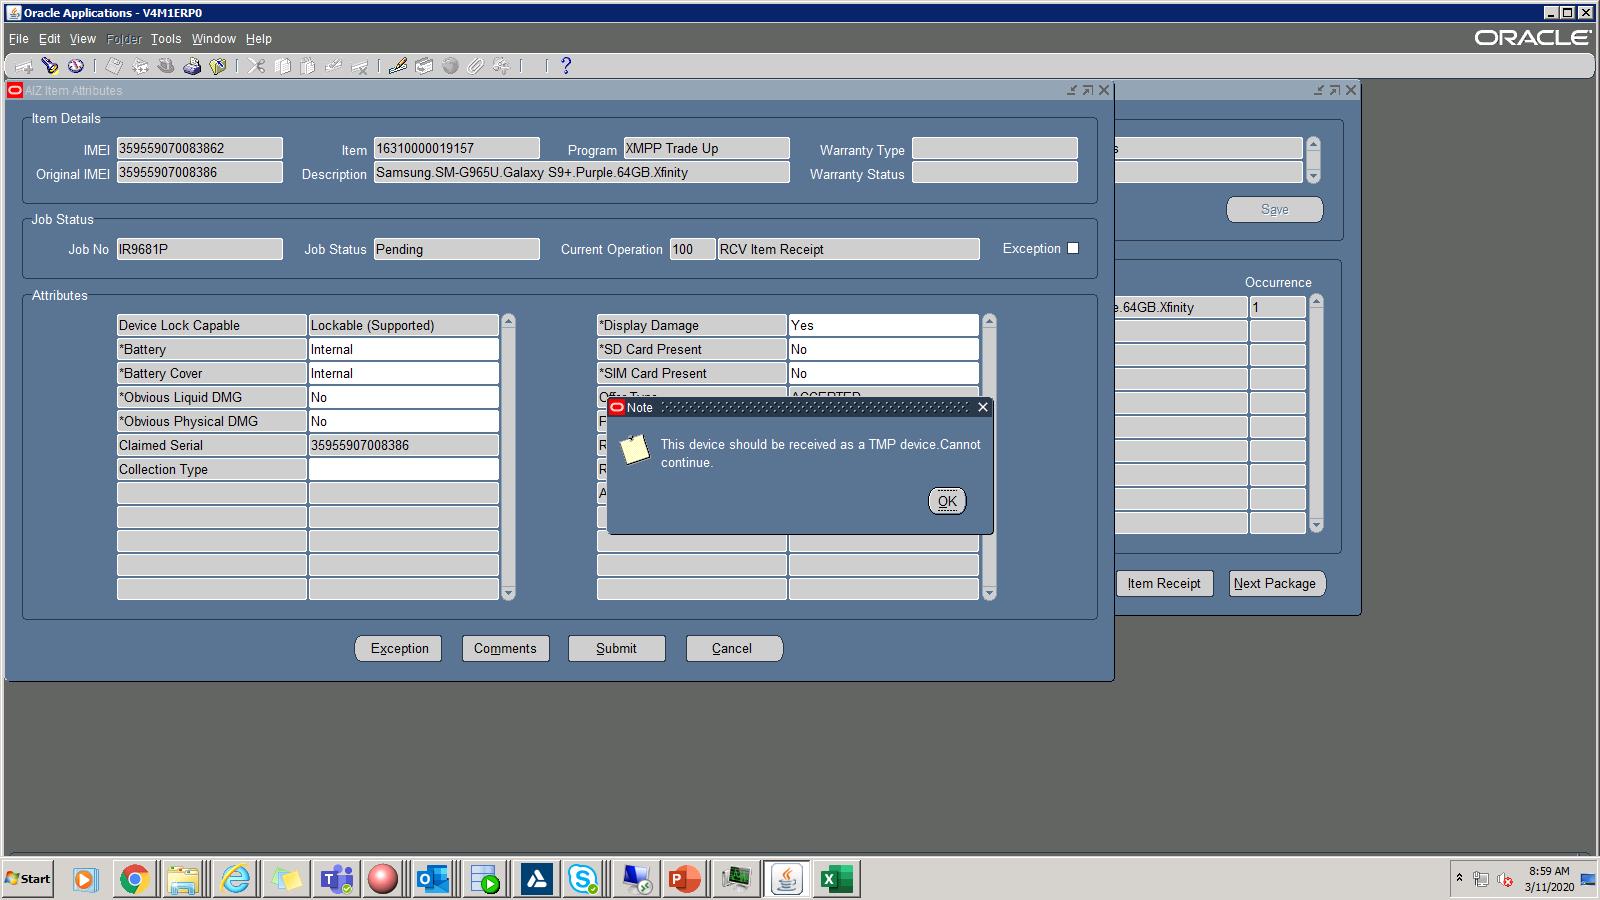 Oracle Applications - V4M1ERP0
File Edit View Folder Tools Window Help
ORACLE
AIZ Item Attributes
Item Details
IMEI 359559070083862 Item 16310000019157 Program XMPP Trade Up Warranty Type
Original IMEI 35955907008386 Description Samsung.SM-G965U.Galaxy S9+.Purple.64GB.Xfinity Warranty Status
Save
Job Status
Job No IR9681P Job Status Pending Current Operation 100 RCV Item Receipt Exception
Attributes
Occurrence
.64GB.Xfinity 1
Device Lock Capable Lockable (Supported) *Display Damage Yes
*Battery Internal *SD Card Present No
*Battery Cover Internal *SIM Card Present No
*Obvious Liquid DMG No
*Obvious Physical DMG No
Claimed Serial 35955907008386
Collection Type
Note
This device should be received as a TMP device.Cannot
continue.
OK
Item Receipt Next Package
Exception Comments Submit Cancel
Start
8:59 AM
3/11/2020